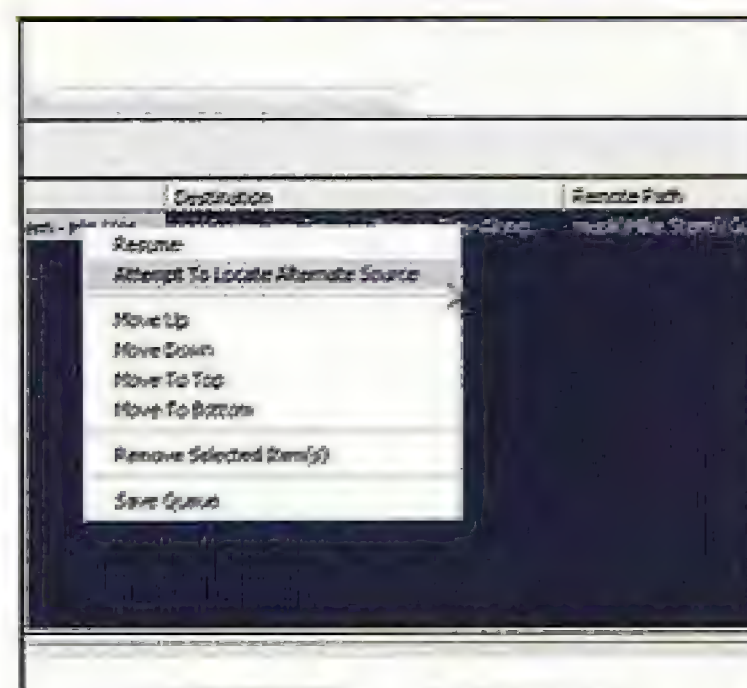 Destination
Remote Path
Resume
Attempt To Locate Alternate Source
Move Up
Move Down
Move To Top
Move To Bottom
Remove Selected Item(s)
Save Queue